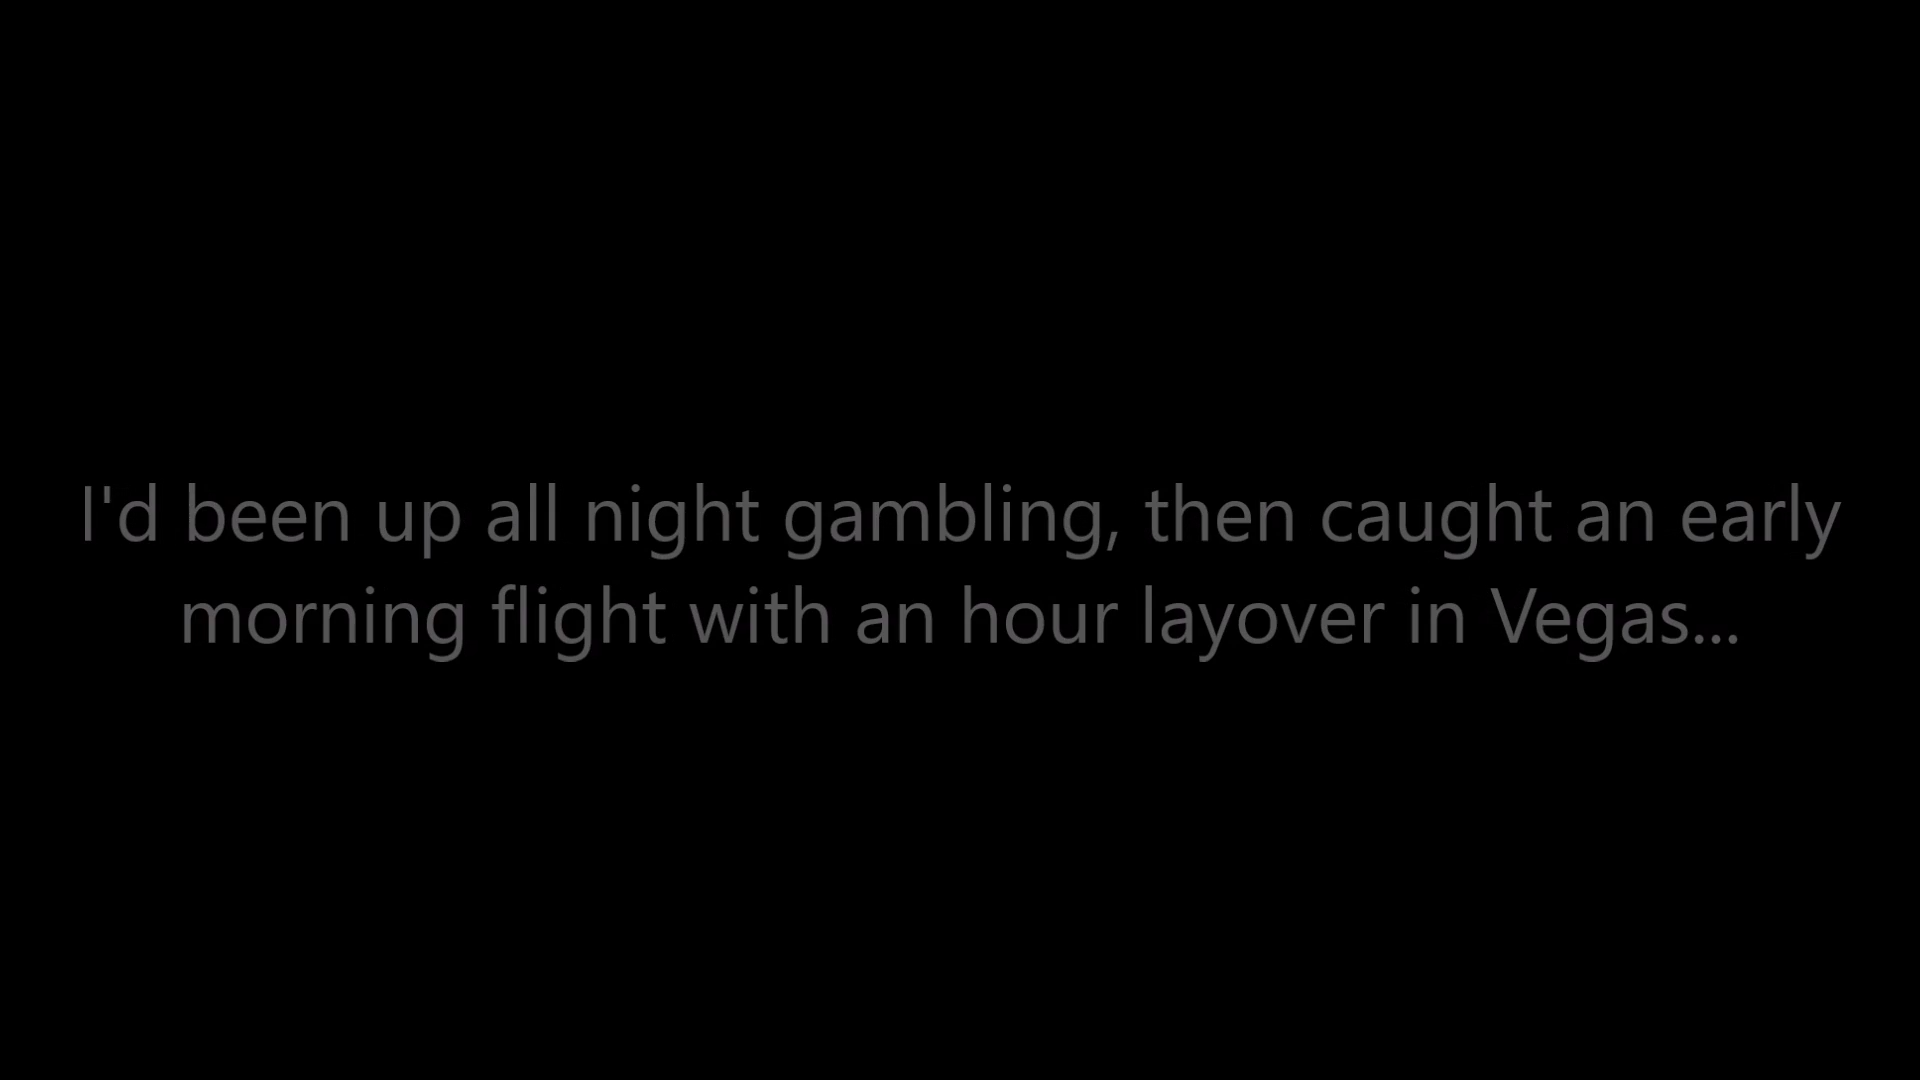 I'd been up all night gambling, then caught an early
morning flight with an hour layover in Vegas...